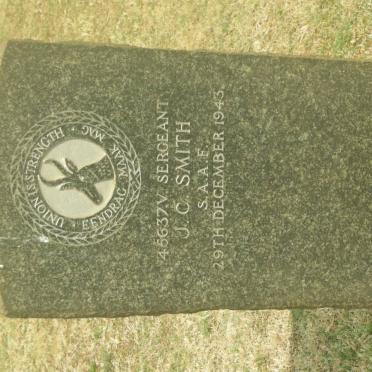 UNION IS STRENGTH · EENDRAG MAAK MAG ·
45637V SERGEANT
J. C. SMITH
S.A.A.F.
29TH DECEMBER 1943